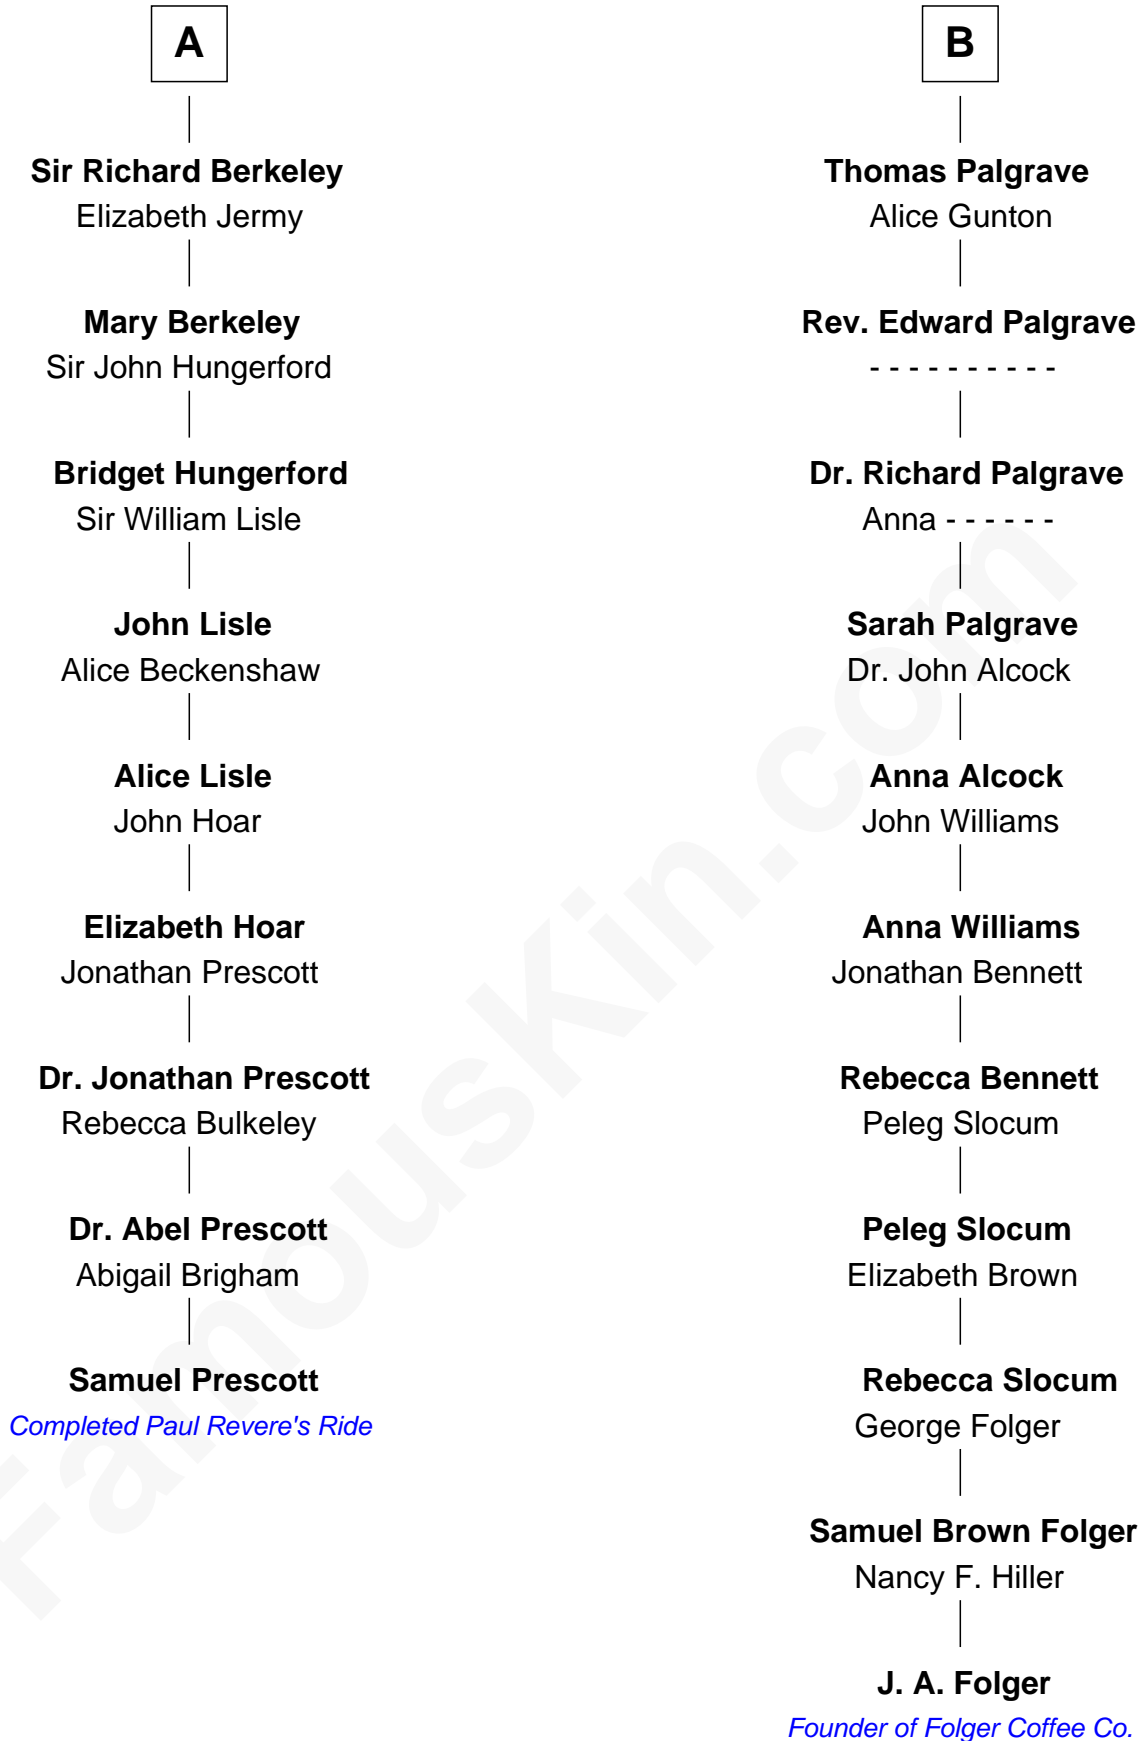 A
Sir Richard Berkeley
Elizabeth Jermy
Mary Berkeley
Sir John Hungerford
Bridget Hungerford
Sir William Lisle
John Lisle
Alice Beckenshaw
Alice Lisle
John Hoar
Elizabeth Hoar
Jonathan Prescott
Dr. Jonathan Prescott
Rebecca Bulkeley
Dr. Abel Prescott
Abigail Brigham
Samuel Prescott
Completed Paul Revere's Ride
B
Thomas Palgrave
Alice Gunton
Rev. Edward Palgrave
- - - - - - - - - -
Dr. Richard Palgrave
Anna - - - - - -
Sarah Palgrave
Dr. John Alcock
Anna Alcock
John Williams
Anna Williams
Jonathan Bennett
Rebecca Bennett
Peleg Slocum
Peleg Slocum
Elizabeth Brown
Rebecca Slocum
George Folger
Samuel Brown Folger
Nancy F. Hiller
J. A. Folger
Founder of Folger Coffee Co.
FamousKin.com